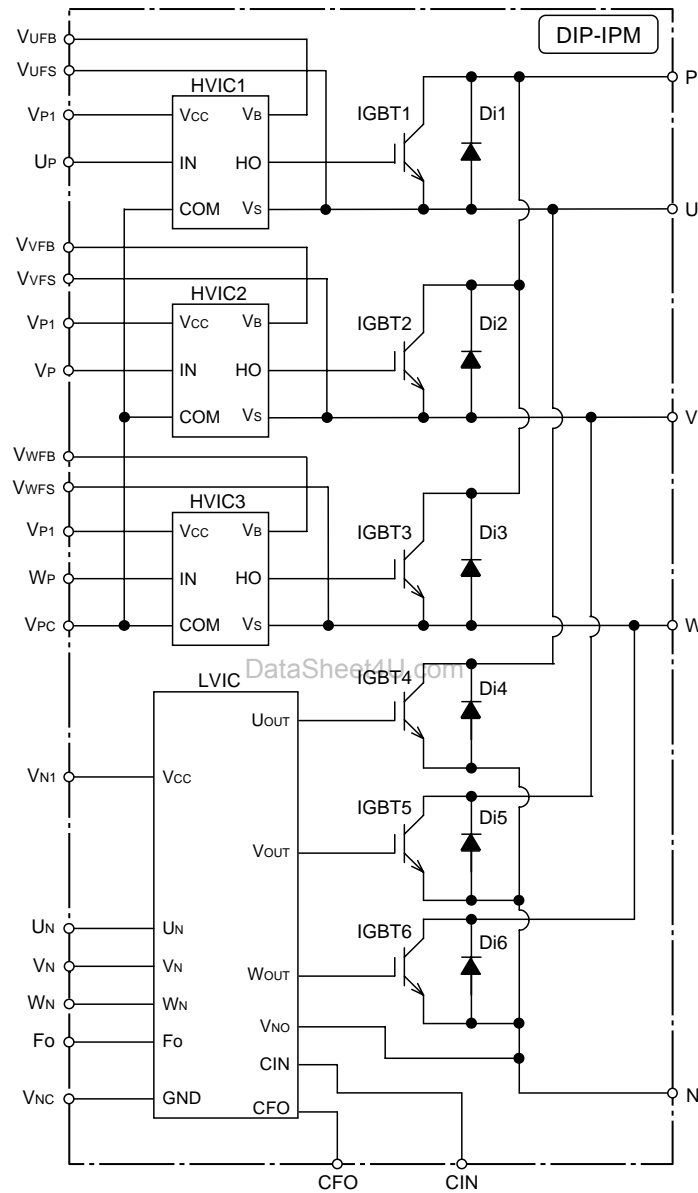 VUFB
DIP-IPM
VUFS
HVIC1
P
VP1
VCC
VB
IGBT1
Di1
UP
IN
HO
COM
VS
U
VVFB
VVFS
HVIC2
VP1
VCC
VB
IGBT2
Di2
VP
IN
HO
COM
VS
V
VWFB
VWFS
HVIC3
VP1
VCC
VB
IGBT3
Di3
WP
IN
HO
VPC
COM
VS
W
DataSheet4U.com
LVIC
IGBT4
Di4
UOUT
VN1
VCC
IGBT5
Di5
VOUT
UN
UN
IGBT6
Di6
VN
VN
WOUT
WN
WN
VNO
Fo
Fo
CIN
VNC
GND
CFO
N
CFO
CIN